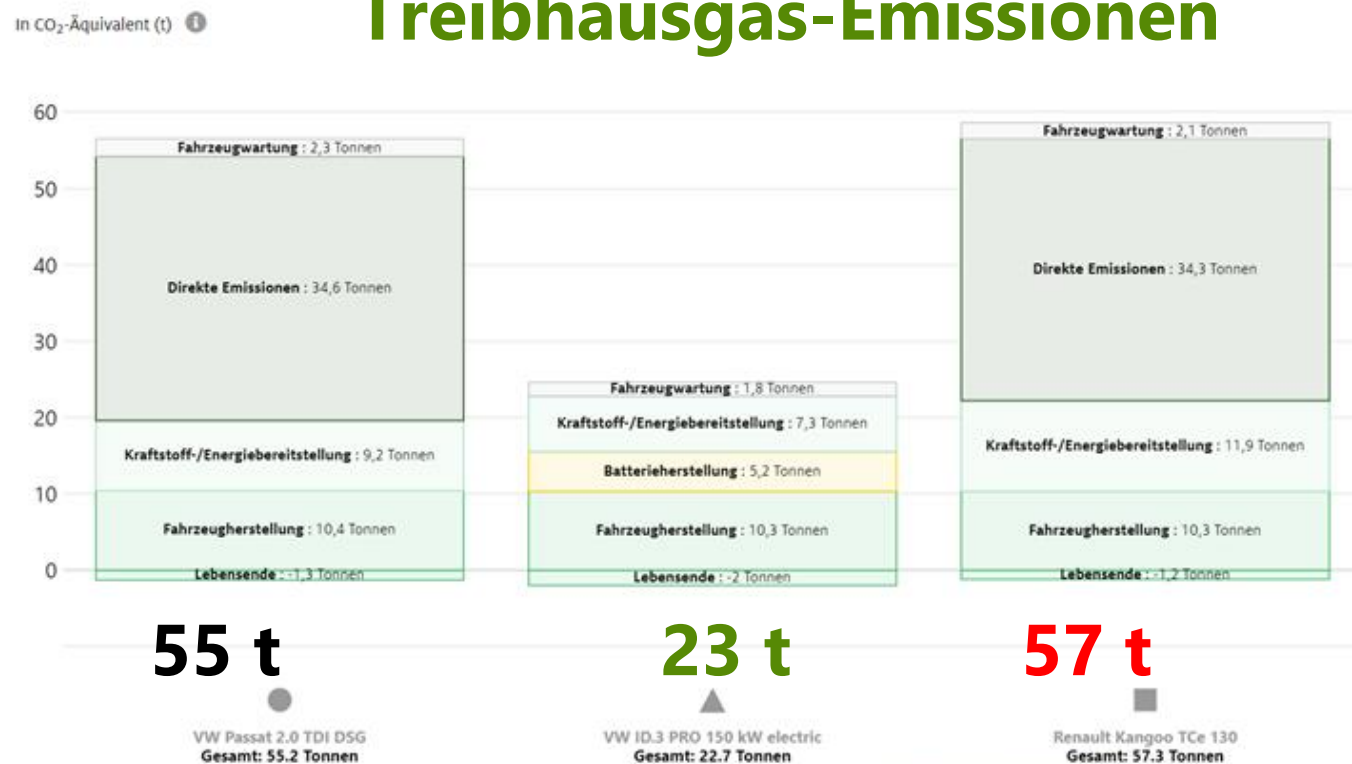 Treibhausgas-Emissionen
In CO₂-Äquivalent (t) i
60
50
40
30
20
10
0
Fahrzeugwartung : 2,3 Tonnen
Direkte Emissionen : 34,6 Tonnen
Kraftstoff-/Energiebereitstellung : 9,2 Tonnen
Fahrzeugherstellung : 10,4 Tonnen
Lebensende : -1,3 Tonnen
Fahrzeugwartung : 1,8 Tonnen
Kraftstoff-/Energiebereitstellung : 7,3 Tonnen
Batterieherstellung : 5,2 Tonnen
Fahrzeugherstellung : 10,3 Tonnen
Lebensende : -2 Tonnen
Fahrzeugwartung : 2,1 Tonnen
Direkte Emissionen : 34,3 Tonnen
Kraftstoff-/Energiebereitstellung : 11,9 Tonnen
Fahrzeugherstellung : 10,3 Tonnen
Lebensende : -1,2 Tonnen
55 t
23 t
57 t
VW Passat 2.0 TDI DSG
Gesamt: 55.2 Tonnen
VW ID.3 PRO 150 kW electric
Gesamt: 22.7 Tonnen
Renault Kangoo TCe 130
Gesamt: 57.3 Tonnen